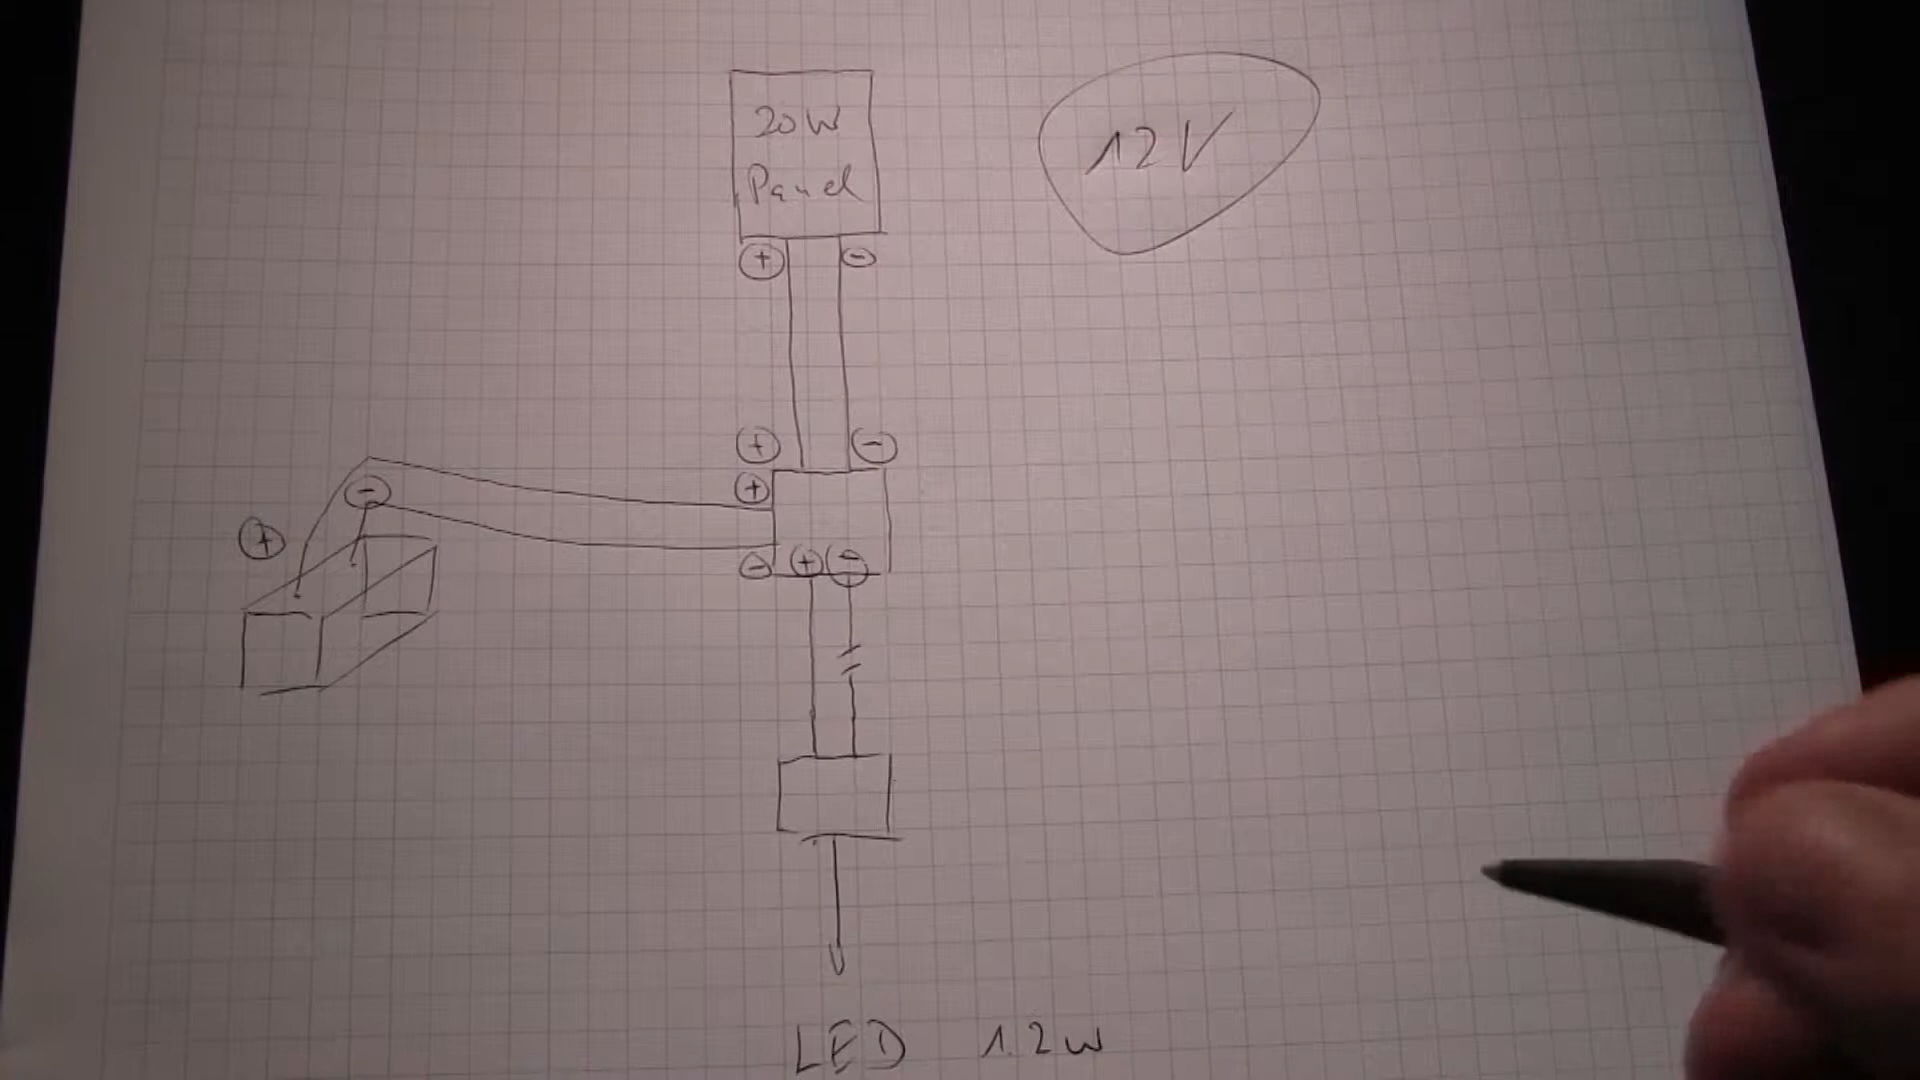 20W
Panel
12V
+ -
+ -
+
-
+
- + -
LED 1.2W